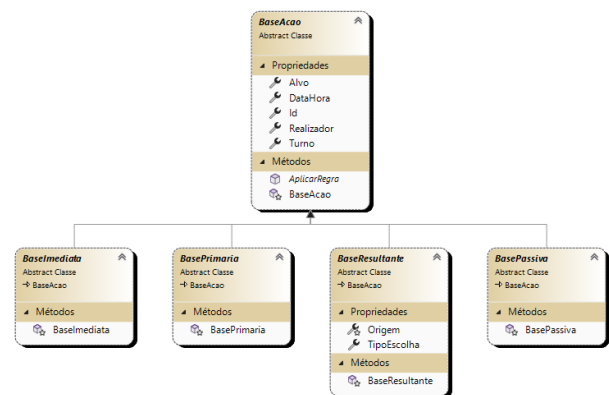 BaseAcao
Abstract Classe
Propriedades
Alvo
DataHora
Id
Realizador
Turno
Métodos
AplicarRegra
BaseAcao
BaseImediata
Abstract Classe
BaseAcao
Métodos
BaseImediata
BasePrimaria
Abstract Classe
BaseAcao
Métodos
BasePrimaria
BaseResultante
Abstract Classe
BaseAcao
Propriedades
Origem
TipoEscolha
Métodos
BaseResultante
BasePassiva
Abstract Classe
BaseAcao
Métodos
BasePassiva